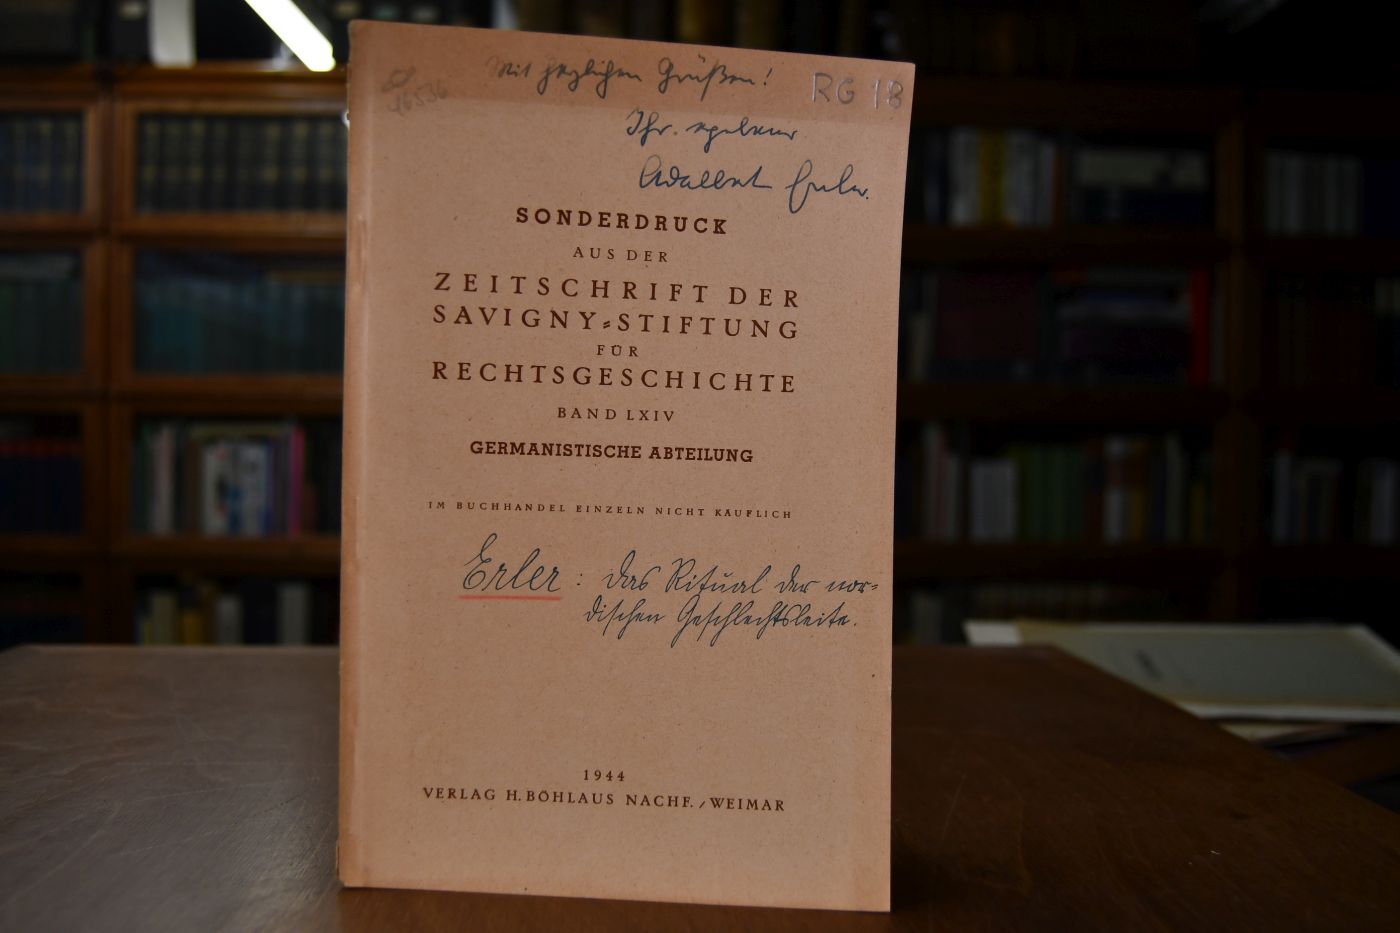 Mit herzlichen Grüßen!
RG 18
46536
Ihr ergebener
Adalbert Erler.
SONDERDRUCK
AUS DER
ZEITSCHRIFT DER
SAVIGNY-STIFTUNG
FÜR
RECHTSGESCHICHTE
BAND LXIV
GERMANISTISCHE ABTEILUNG
IM BUCHHANDEL EINZELN NICHT KÄUFLICH
Erler: das Ritual der nor=
dischen Geschlechtsleite.
1944
VERLAG H. BÖHLAUS NACHF. / WEIMAR